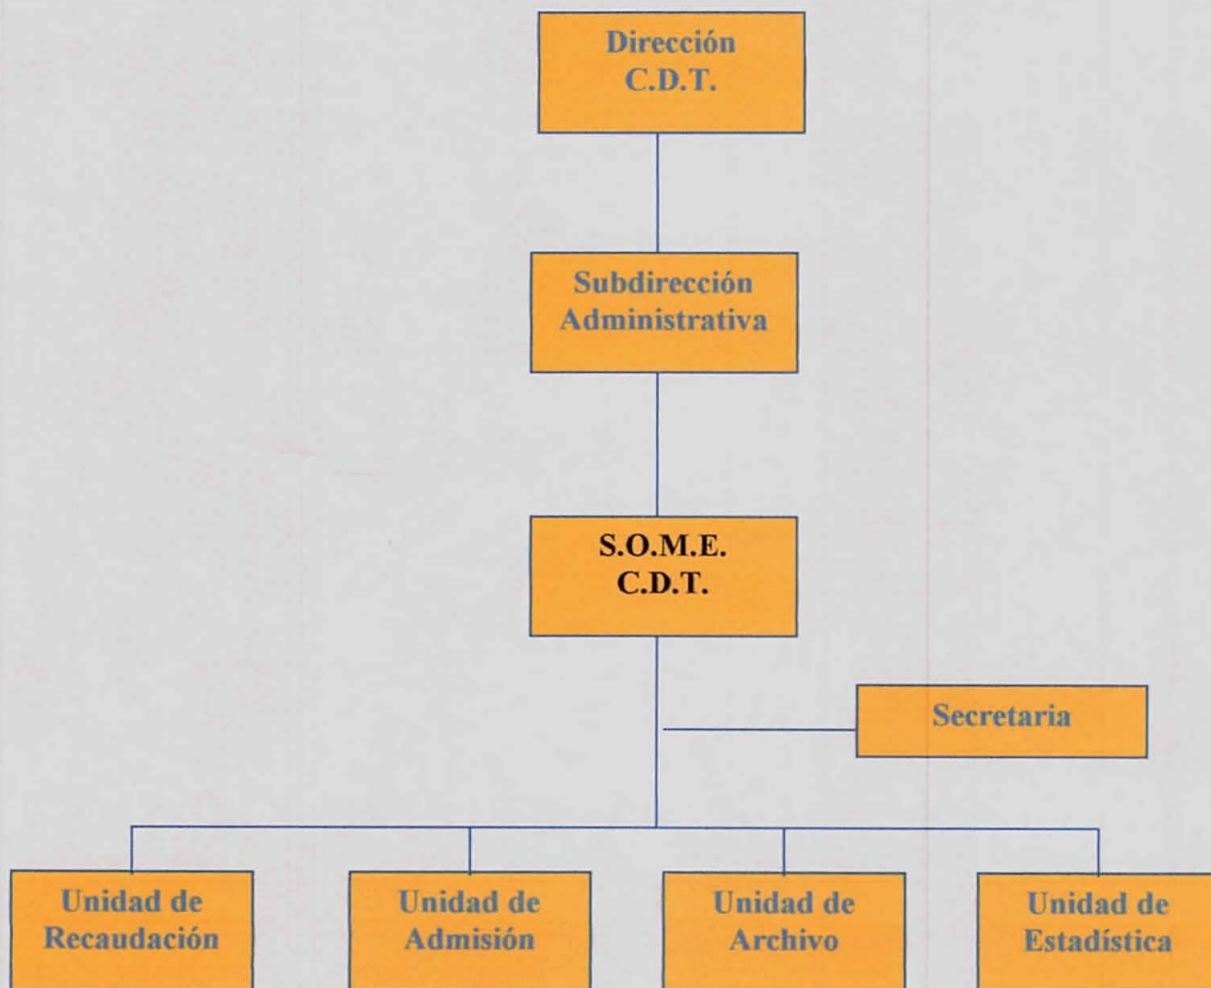 Dirección
C.D.T.
Subdirección
Administrativa
S.O.M.E.
C.D.T.
Secretaria
Unidad de
Recaudación
Unidad de
Admisión
Unidad de
Archivo
Unidad de
Estadística